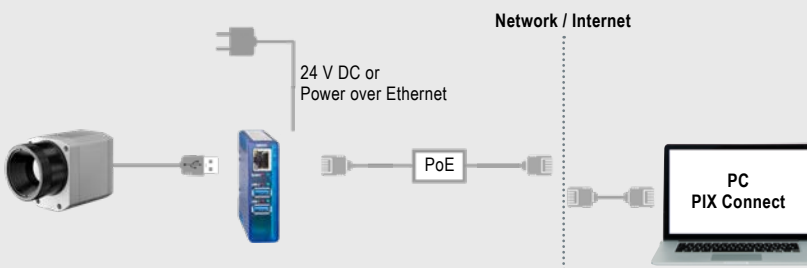 Network / Internet
24 V DC or
Power over Ethernet
PoE
PC
PIX Connect